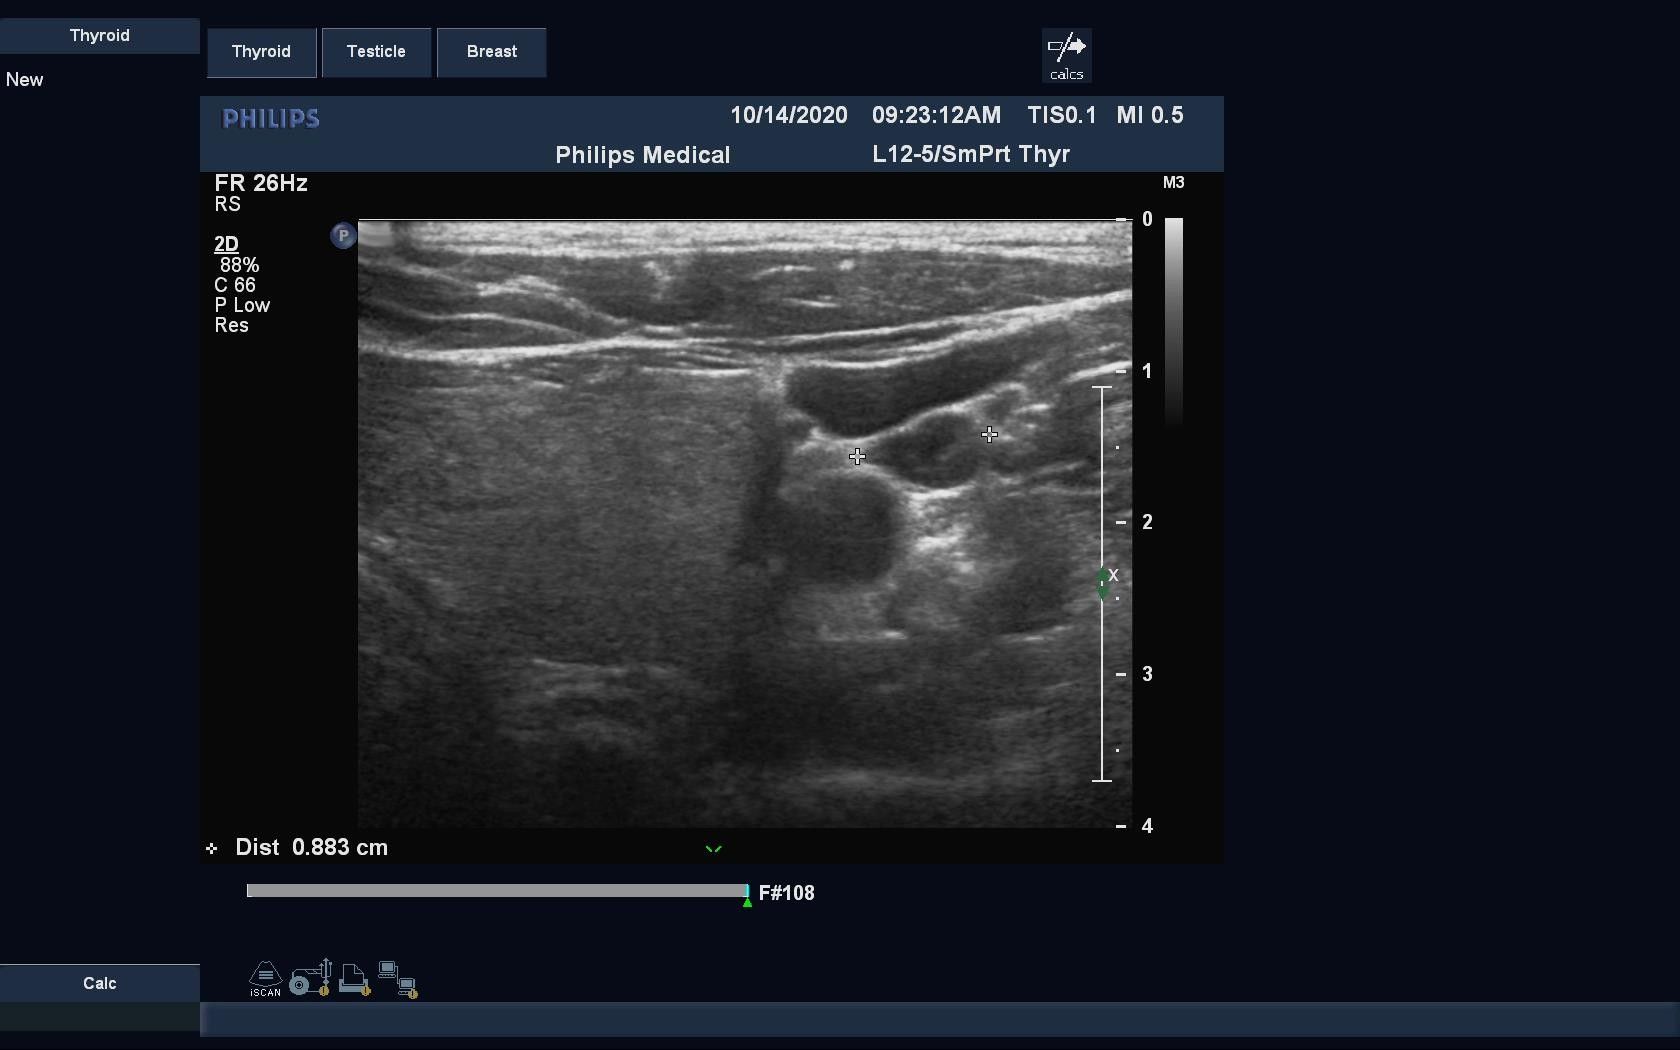 Thyroid
New
Thyroid Testicle Breast
calcs
PHILIPS
10/14/2020 09:23:12AM TIS0.1 MI 0.5
Philips Medical L12-5/SmPrt Thyr
FR 26Hz
RS
M3
2D
88%
C 66
P Low
Res
P
0
1
2
X
3
4
Dist 0.883 cm
F#108
iSCAN
Calc